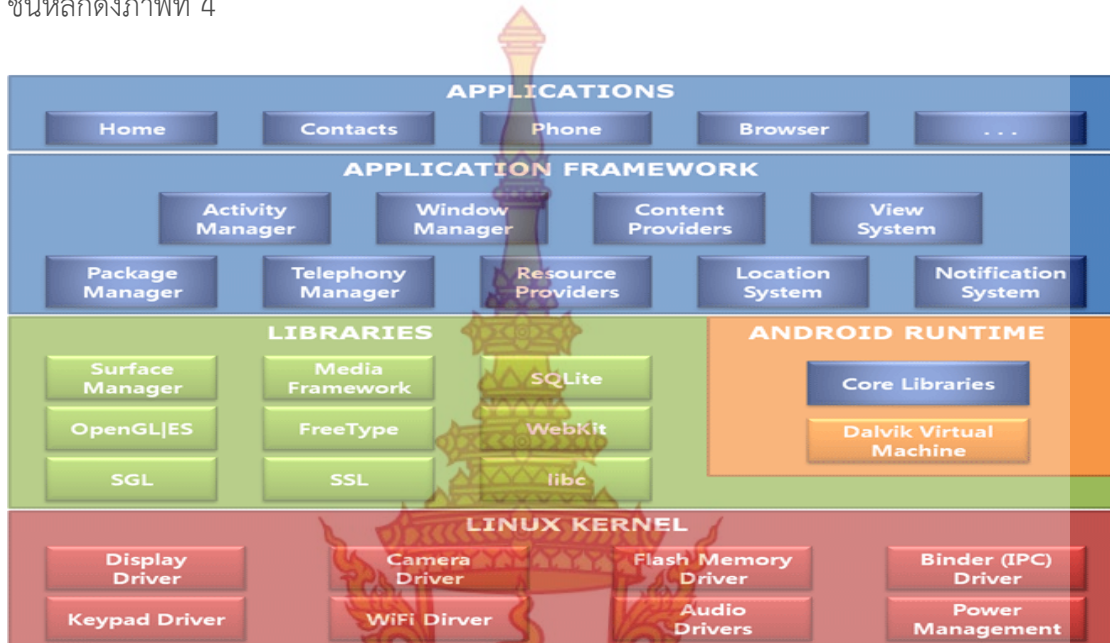 ชั้นหลักดังภาพที่ 4
APPLICATIONS
Home
Contacts
Phone
Browser
. . .
APPLICATION FRAMEWORK
Activity
Manager
Window
Manager
Content
Providers
View
System
Package
Manager
Telephony
Manager
Resource
Providers
Location
System
Notification
System
LIBRARIES
Surface
Manager
Media
Framework
SQLite
OpenGL|ES
FreeType
WebKit
SGL
SSL
libc
ANDROID RUNTIME
Core Libraries
Dalvik Virtual
Machine
LINUX KERNEL
Display
Driver
Camera
Driver
Flash Memory
Driver
Binder (IPC)
Driver
Keypad Driver
WiFi Dirver
Audio
Drivers
Power
Management